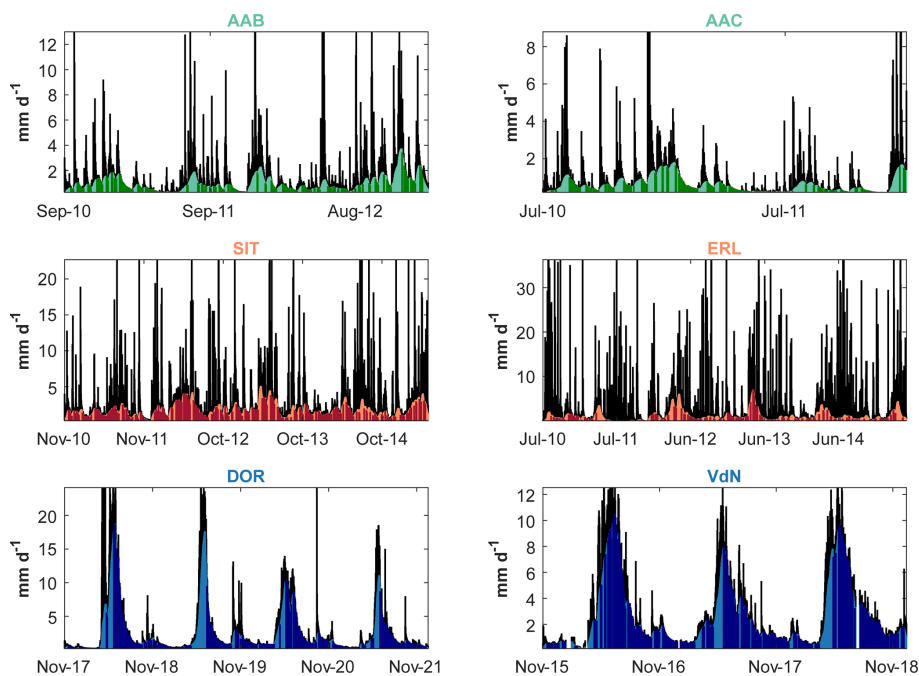 AAB
AAC
mm d-1
12
10
8
6
4
2
Sep-10
Sep-11
Aug-12
mm d-1
8
6
4
2
Jul-10
Jul-11
SIT
ERL
mm d-1
20
15
10
5
Nov-10
Nov-11
Oct-12
Oct-13
Oct-14
mm d-1
30
20
10
Jul-10
Jul-11
Jun-12
Jun-13
Jun-14
DOR
VdN
mm d-1
20
15
10
5
Nov-17
Nov-18
Nov-19
Nov-20
Nov-21
mm d-1
12
10
8
6
4
2
Nov-15
Nov-16
Nov-17
Nov-18